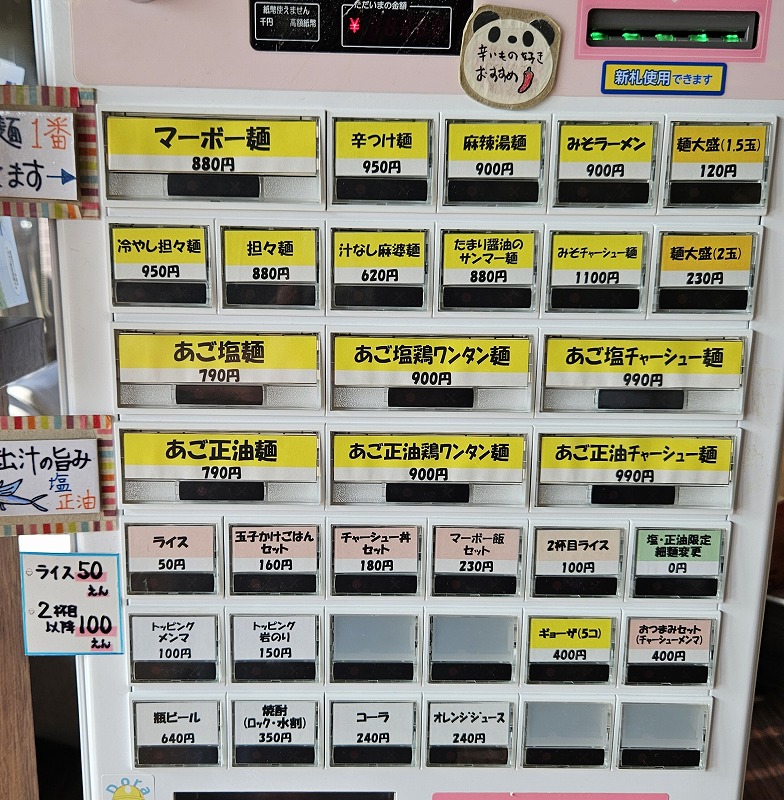 紙幣使えません
千円 高額紙幣
ただいまの金額
¥
辛いもの好き
おすすめ
新札使用できます
麺1番
ます→
マーボー麺
880円
辛つけ麺
950円
麻辣湯麺
900円
みそラーメン
900円
麺大盛(1.5玉)
120円
冷やし担々麺
950円
担々麺
880円
汁なし麻婆麺
620円
たまり醤油の
サンマー麺
880円
みそチャーシュー麺
1100円
麺大盛(2玉)
230円
あご塩麺
790円
あご塩鶏ワンタン麺
900円
あご塩チャーシュー麺
990円
あご正油麺
790円
あご正油鶏ワンタン麺
900円
あご正油チャーシュー麺
990円
出汁の旨み
塩
正油
ライス
50円
玉子かけごはん
セット
160円
チャーシュー丼
セット
180円
マーボー飯
セット
230円
2杯目ライス
100円
塩・正油限定
細麺変更
0円
ライス50
えん
2杯目
以降100
えん
トッピング
メンマ
100円
トッピング
岩のり
150円
ギョーザ(5コ)
400円
おつまみセット
(チャーシューメンマ)
400円
瓶ビール
640円
焼酎
(ロック・水割)
350円
コーラ
240円
オレンジジュース
240円
Dora